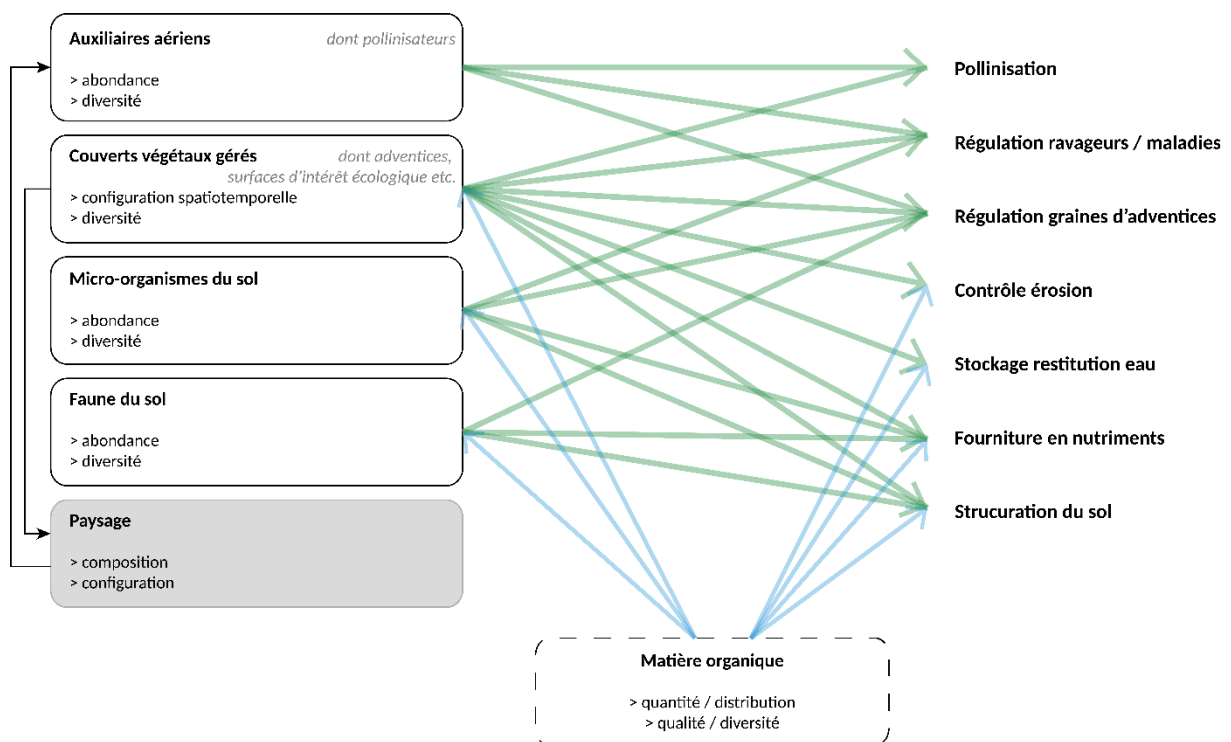 Auxiliaires aériens
dont pollinisateurs
> abondance
> diversité
Couverts végétaux gérés
dont adventices,
surfaces d'intérêt écologique etc.
> configuration spatiotemporelle
> diversité
Micro-organismes du sol
> abondance
> diversité
Faune du sol
> abondance
> diversité
Paysage
> composition
> configuration
Pollinisation
Régulation ravageurs / maladies
Régulation graines d'adventices
Contrôle érosion
Stockage restitution eau
Fourniture en nutriments
Strucuration du sol
Matière organique
> quantité / distribution
> qualité / diversité